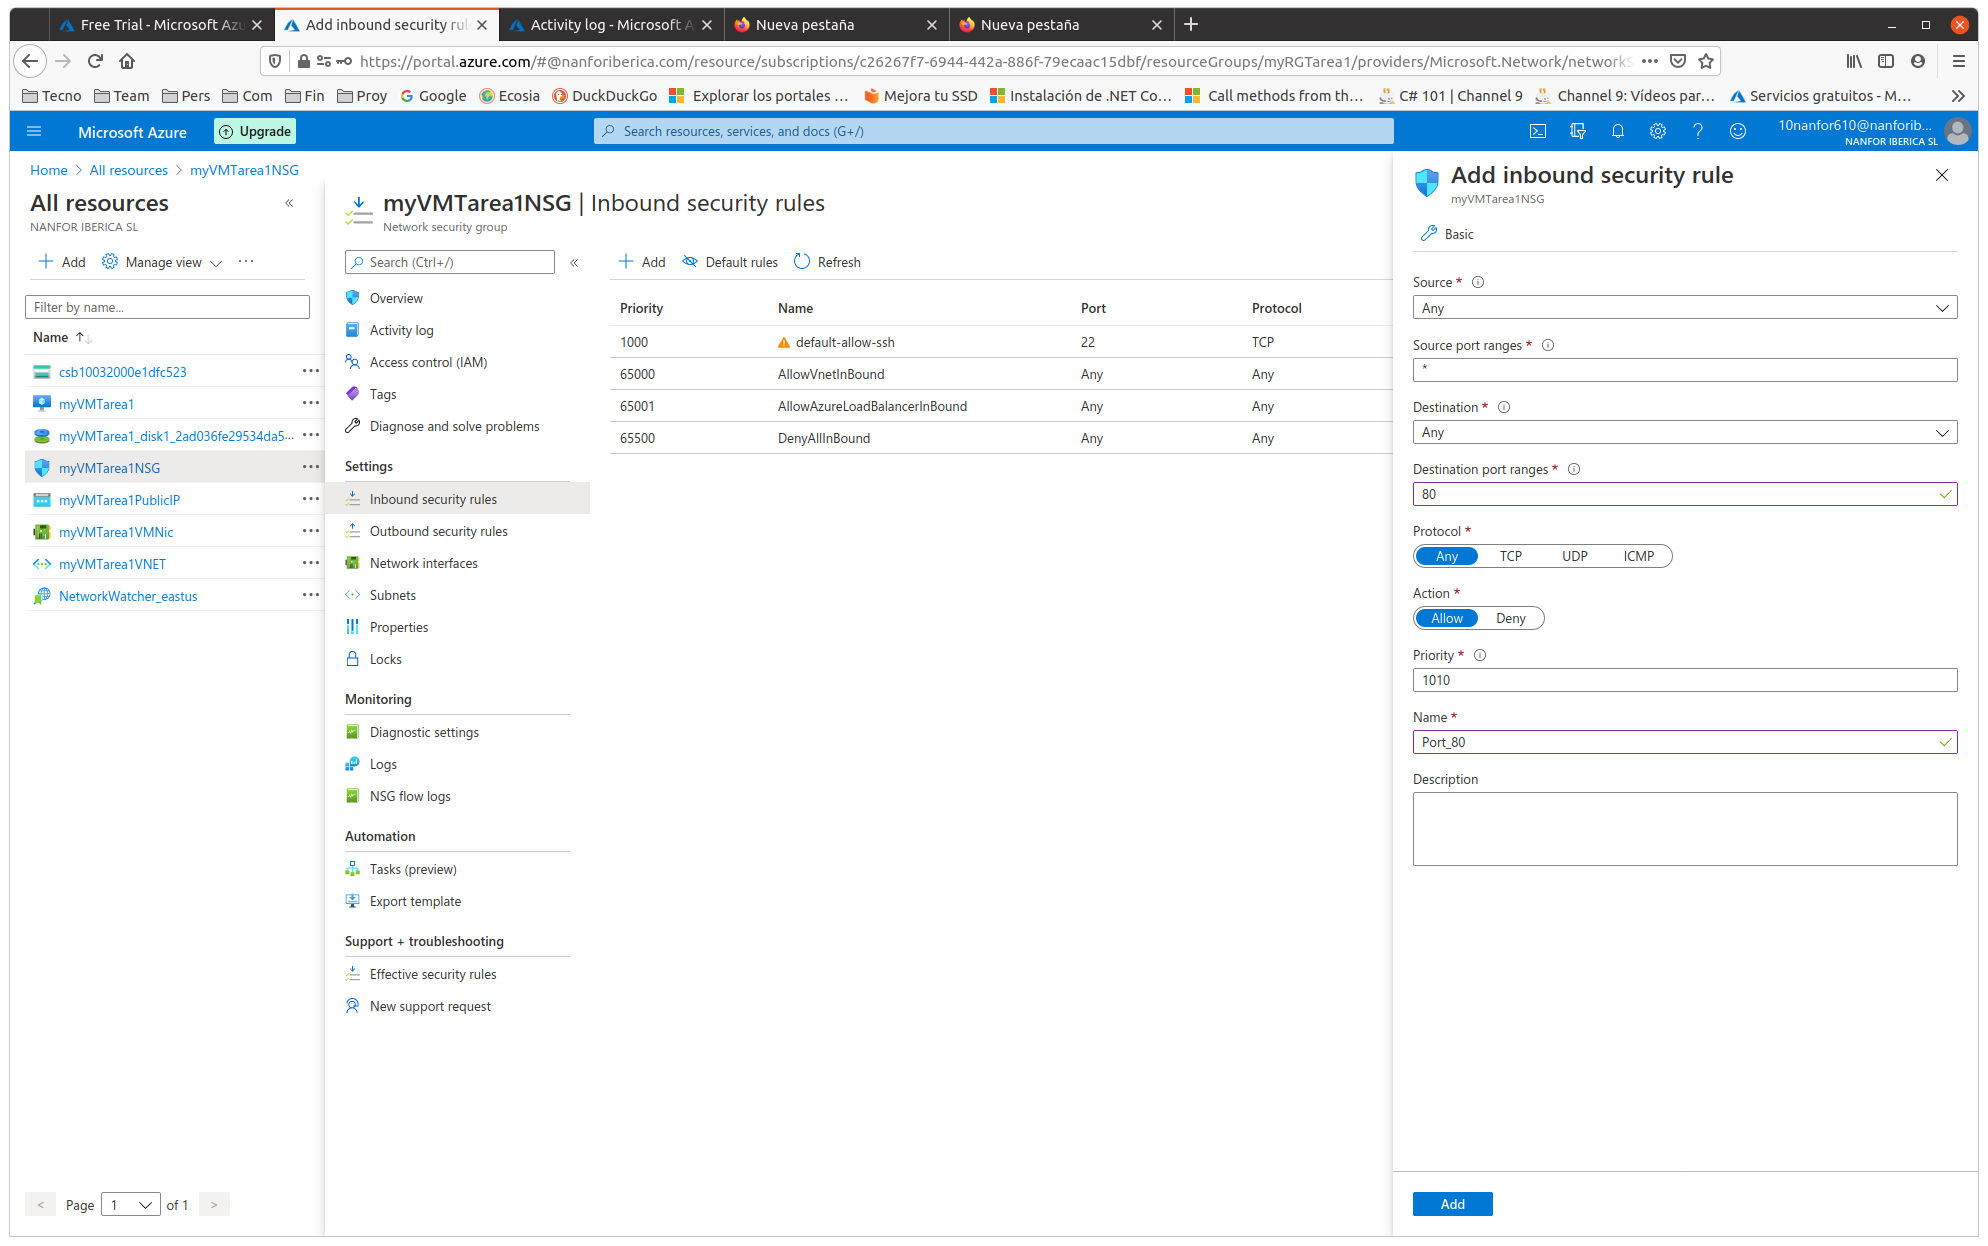 Free Trial - Microsoft Azu
Add inbound security rul
Activity log - Microsoft A
Nueva pestaña
Nueva pestaña
https://portal.azure.com/#@nanforiberica.com/resource/subscriptions/c26267f7-6944-442a-886f-79ecaac15dbf/resourceGroups/myRGTarea1/providers/Microsoft.Network/networkS
Tecno Team Pers Com Fin Proy Google Ecosia DuckDuckGo Explorar los portales ... Mejora tu SSD Instalación de .NET Co... Call methods from th... C# 101 | Channel 9 Channel 9: Vídeos par... Servicios gratuitos - M...
Microsoft Azure
Upgrade
Search resources, services, and docs (G+/)
10nanfor610@nanforib...
NANFOR IBERICA SL
Home > All resources > myVMTarea1NSG
All resources
NANFOR IBERICA SL
Add
Manage view
Filter by name...
Name
csb10032000e1dfc523
myVMTarea1
myVMTarea1_disk1_2ad036fe29534da5...
myVMTarea1NSG
myVMTarea1PublicIP
myVMTarea1VMNic
myVMTarea1VNET
NetworkWatcher_eastus
< Page 1 of 1 >
myVMTarea1NSG | Inbound security rules
Network security group
Search (Ctrl+/)
Overview
Activity log
Access control (IAM)
Tags
Diagnose and solve problems
Settings
Inbound security rules
Outbound security rules
Network interfaces
Subnets
Properties
Locks
Monitoring
Diagnostic settings
Logs
NSG flow logs
Automation
Tasks (preview)
Export template
Support + troubleshooting
Effective security rules
New support request
Add Default rules Refresh
Priority Name Port Protocol
1000 default-allow-ssh 22 TCP
65000 AllowVnetInBound Any Any
65001 AllowAzureLoadBalancerInBound Any Any
65500 DenyAllInBound Any Any
Add inbound security rule
myVMTarea1NSG
Basic
Source *
Any
Source port ranges *
*
Destination *
Any
Destination port ranges *
80
Protocol *
Any TCP UDP ICMP
Action *
Allow Deny
Priority *
1010
Name *
Port_80
Description
Add